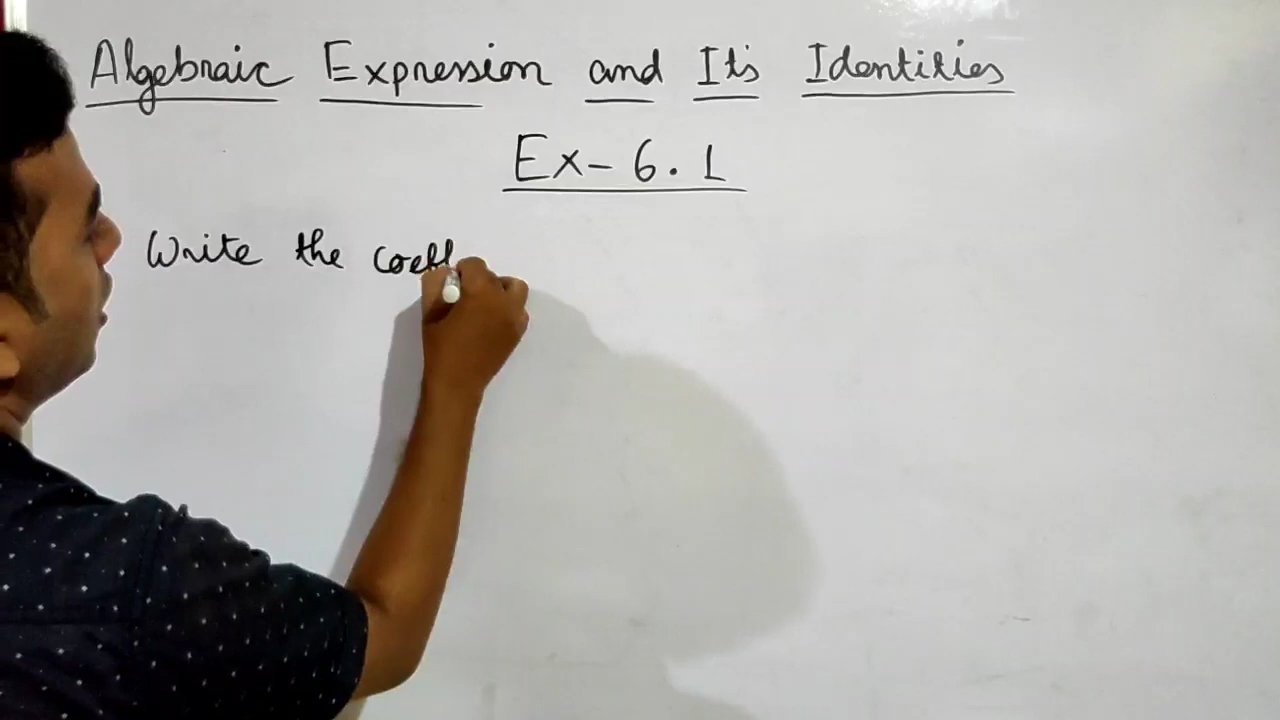 Algebraic Expression and Its Identities
Ex-6.1
Write the coeff